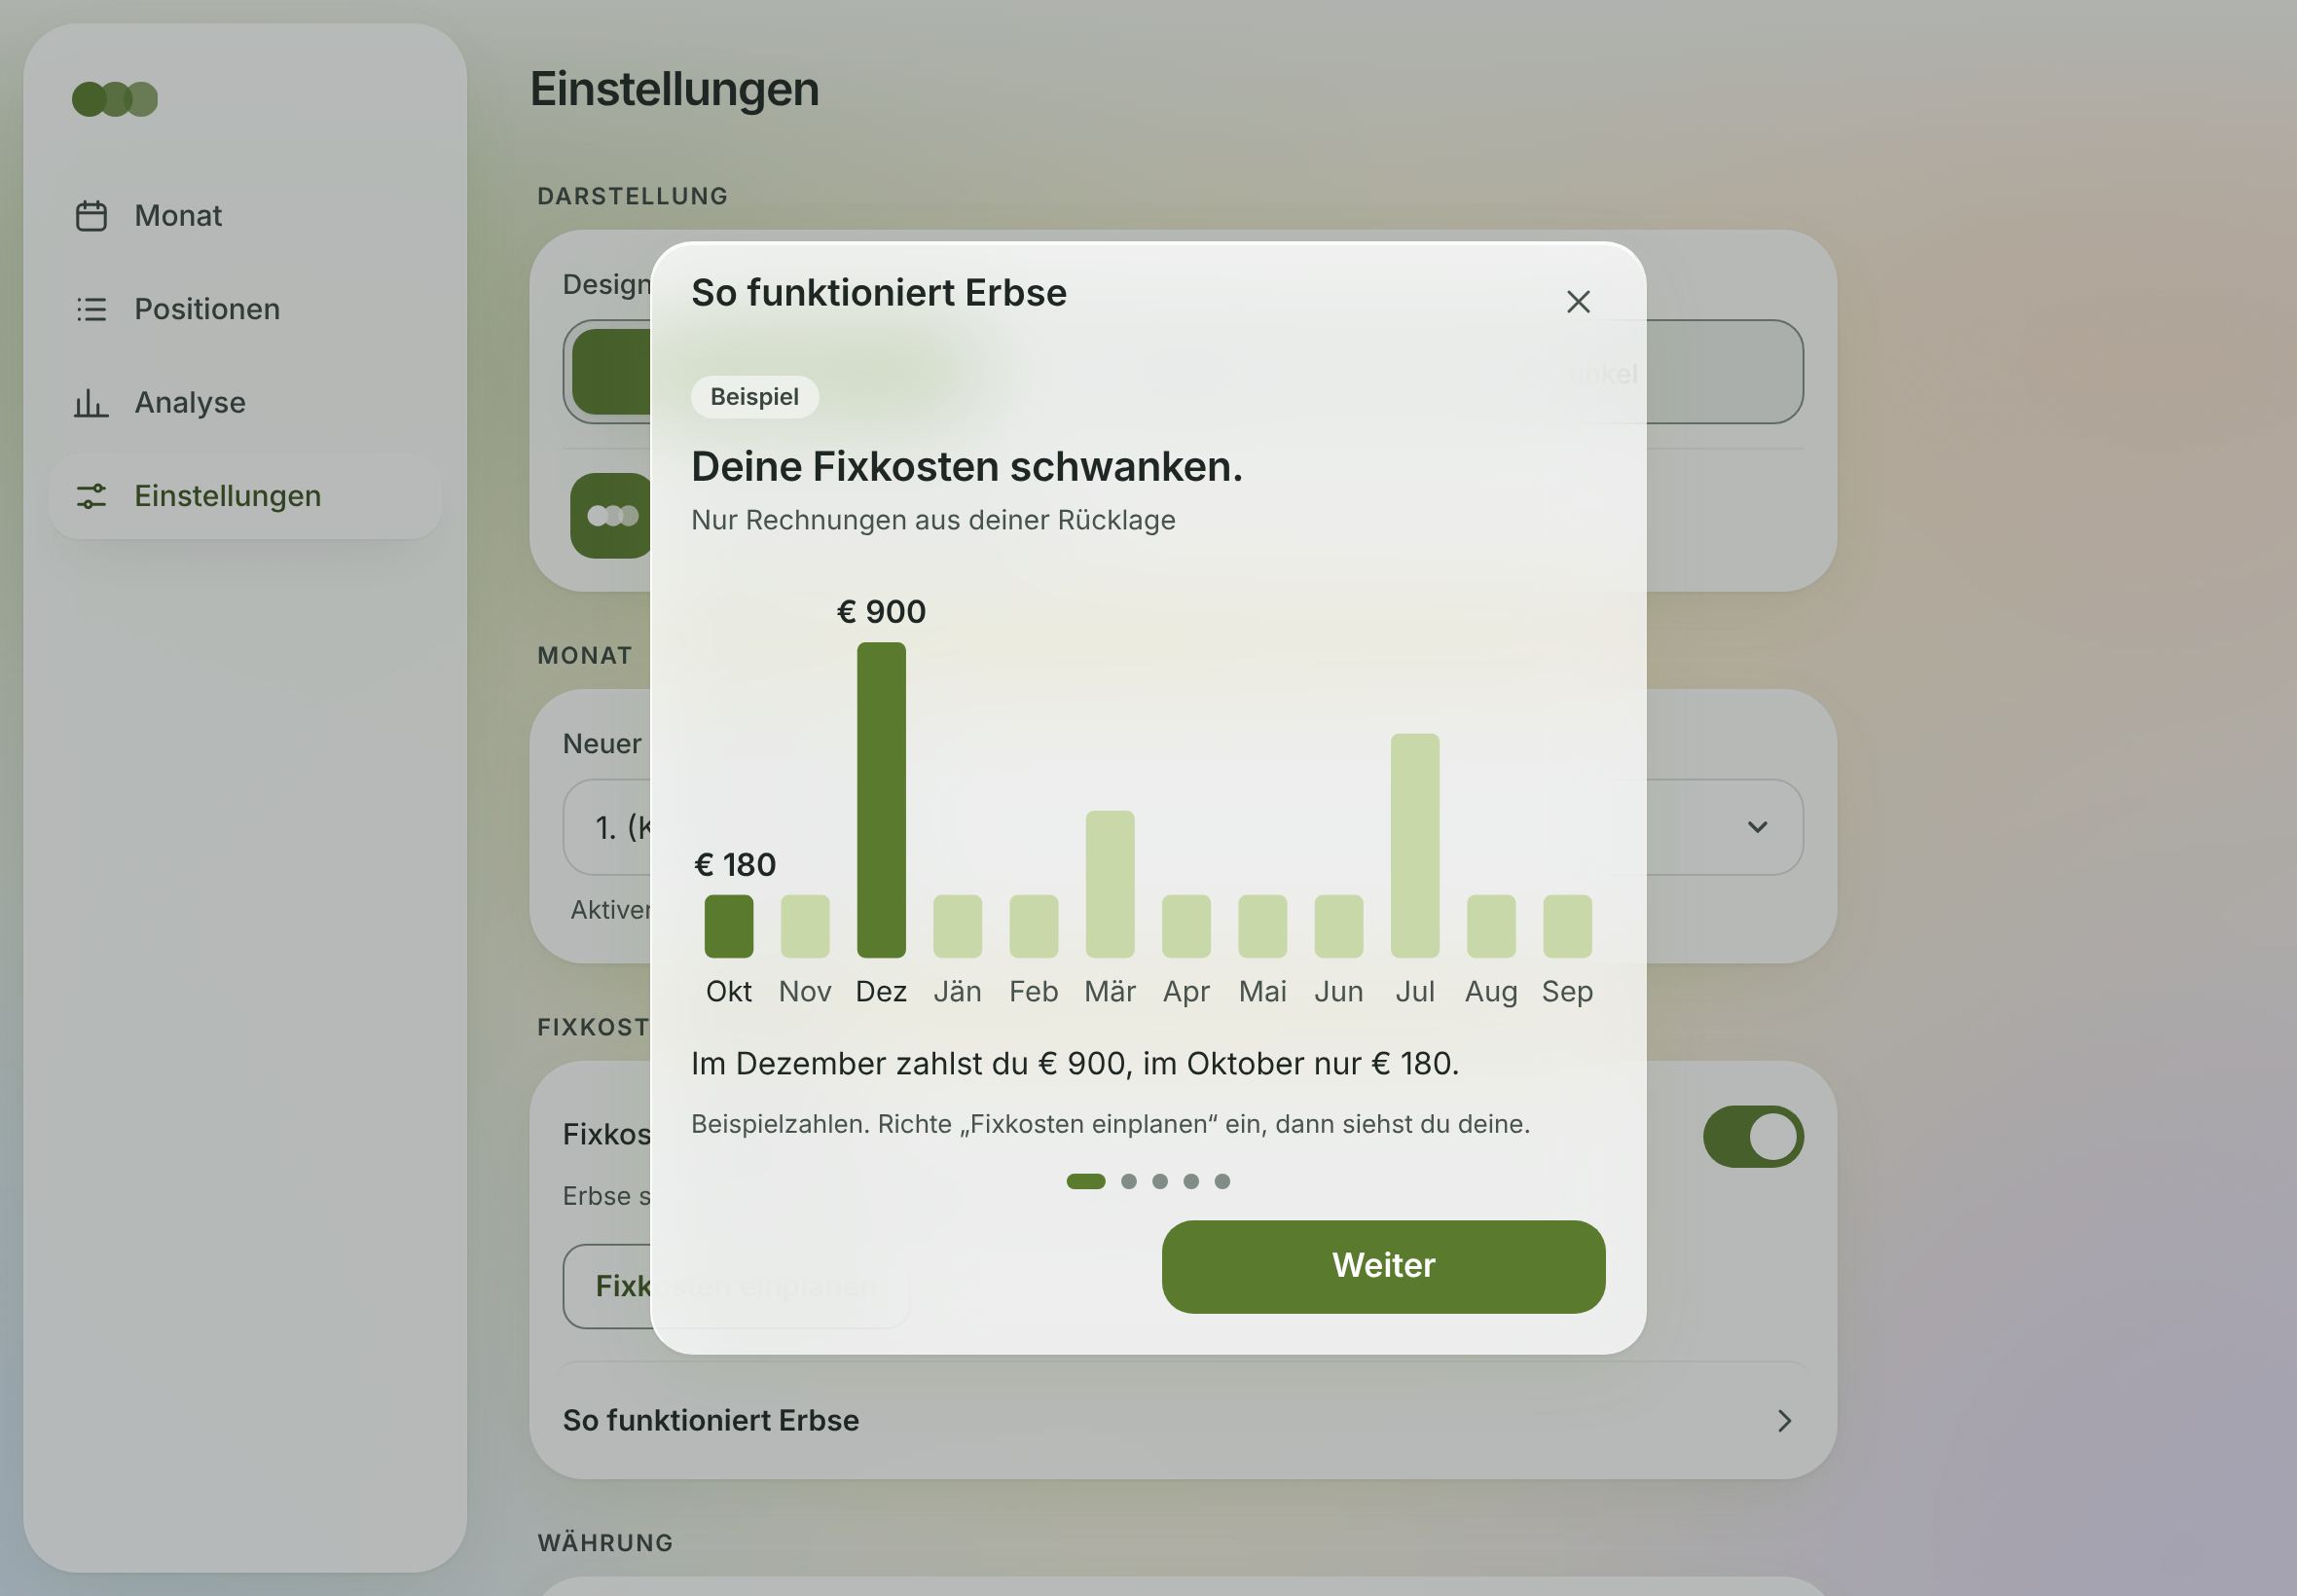 Einstellungen
Monat
Positionen
Analyse
Einstellungen
DARSTELLUNG
Design
MONAT
Neuer
1. (K
Aktiver
FIXKOST
Fixkos
Erbse s
Fixkosten einplanen
So funktioniert Erbse
WÄHRUNG
So funktioniert Erbse
Beispiel
Deine Fixkosten schwanken.
Nur Rechnungen aus deiner Rücklage
€ 900
€ 180
Okt Nov Dez Jän Feb Mär Apr Mai Jun Jul Aug Sep
Im Dezember zahlst du € 900, im Oktober nur € 180.
Beispielzahlen. Richte „Fixkosten einplanen“ ein, dann siehst du deine.
Weiter